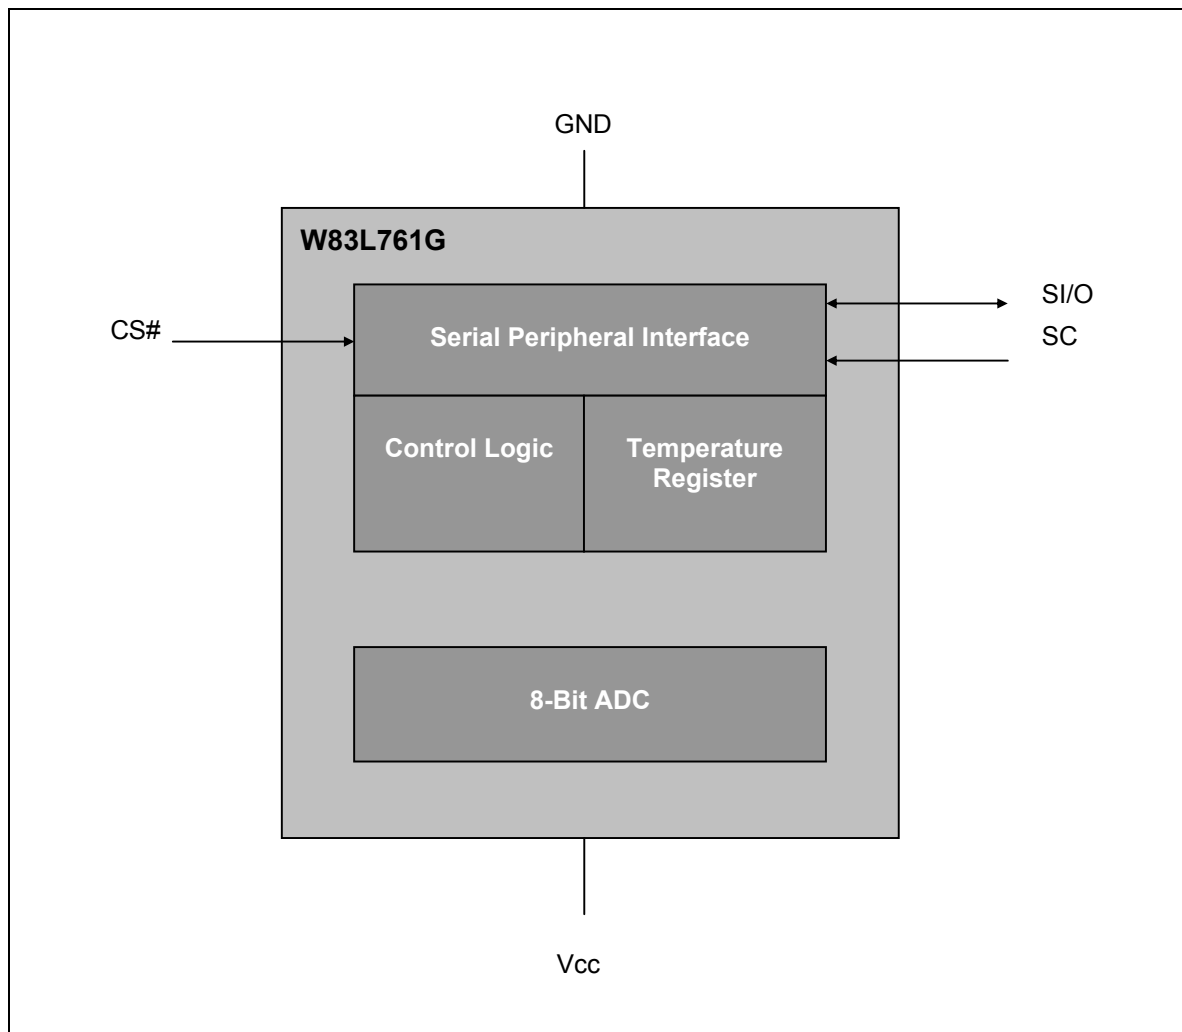 GND
W83L761G
CS#
Serial Peripheral Interface
SI/O
SC
Control Logic
Temperature
Register
8-Bit ADC
Vcc